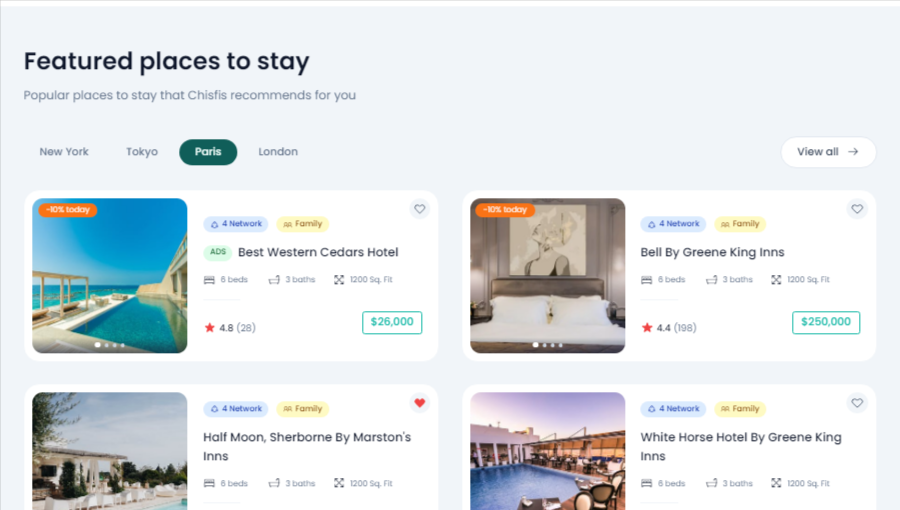 Featured places to stay
Popular places to stay that Chisfis recommends for you
New York Tokyo Paris London View all
-10% today
4 Network Family
ADS Best Western Cedars Hotel
6 beds 3 baths 1200 Sq. Fit
4.8 (28) $26,000
-10% today
4 Network Family
Bell By Greene King Inns
6 beds 3 baths 1200 Sq. Fit
4.4 (198) $250,000
4 Network Family
Half Moon, Sherborne By Marston's
Inns
6 beds 3 baths 1200 Sq. Fit
4 Network Family
White Horse Hotel By Greene King
Inns
6 beds 3 baths 1200 Sq. Fit